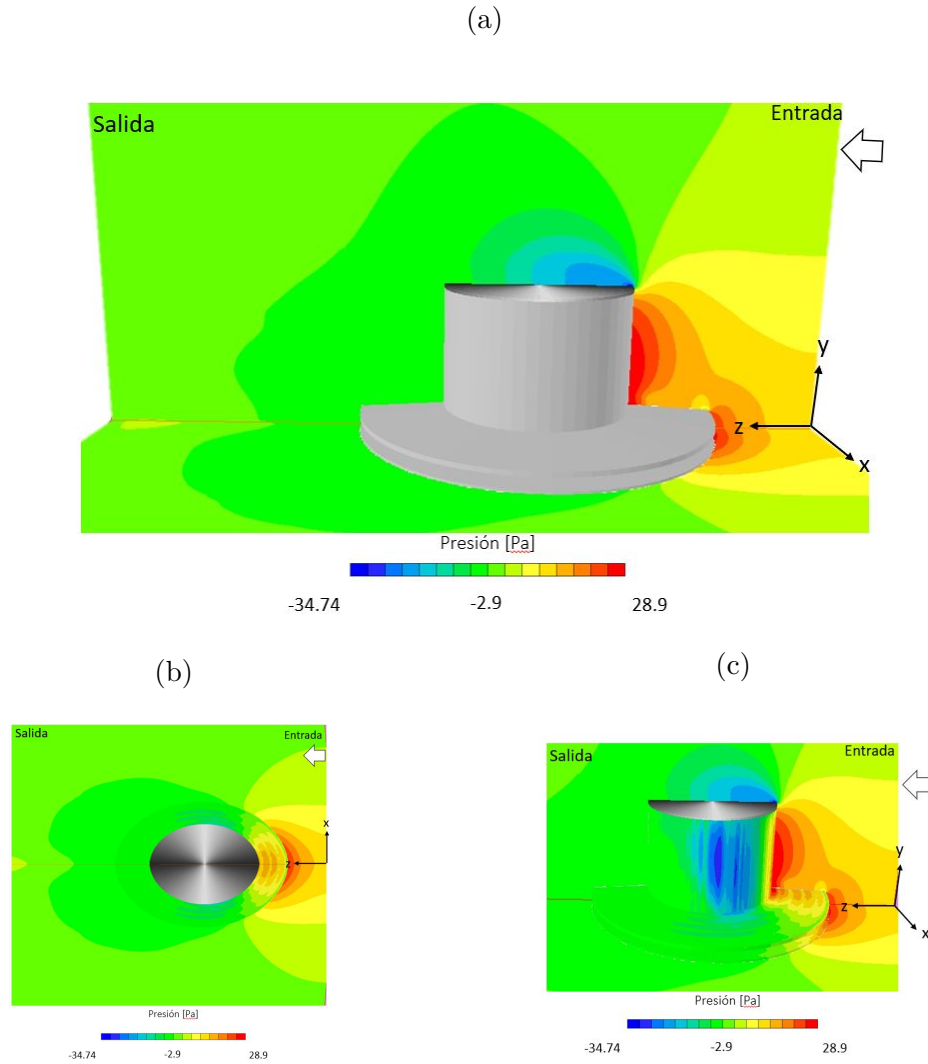 (a)
Salida
Entrada
y
z
x
Presión [Pa]
-34.74 -2.9 28.9
(b)
Salida
Entrada
x
z
Presión [Pa]
-34.74 -2.9 28.9
(c)
Salida
Entrada
y
z
x
Presión [Pa]
-34.74 -2.9 28.9